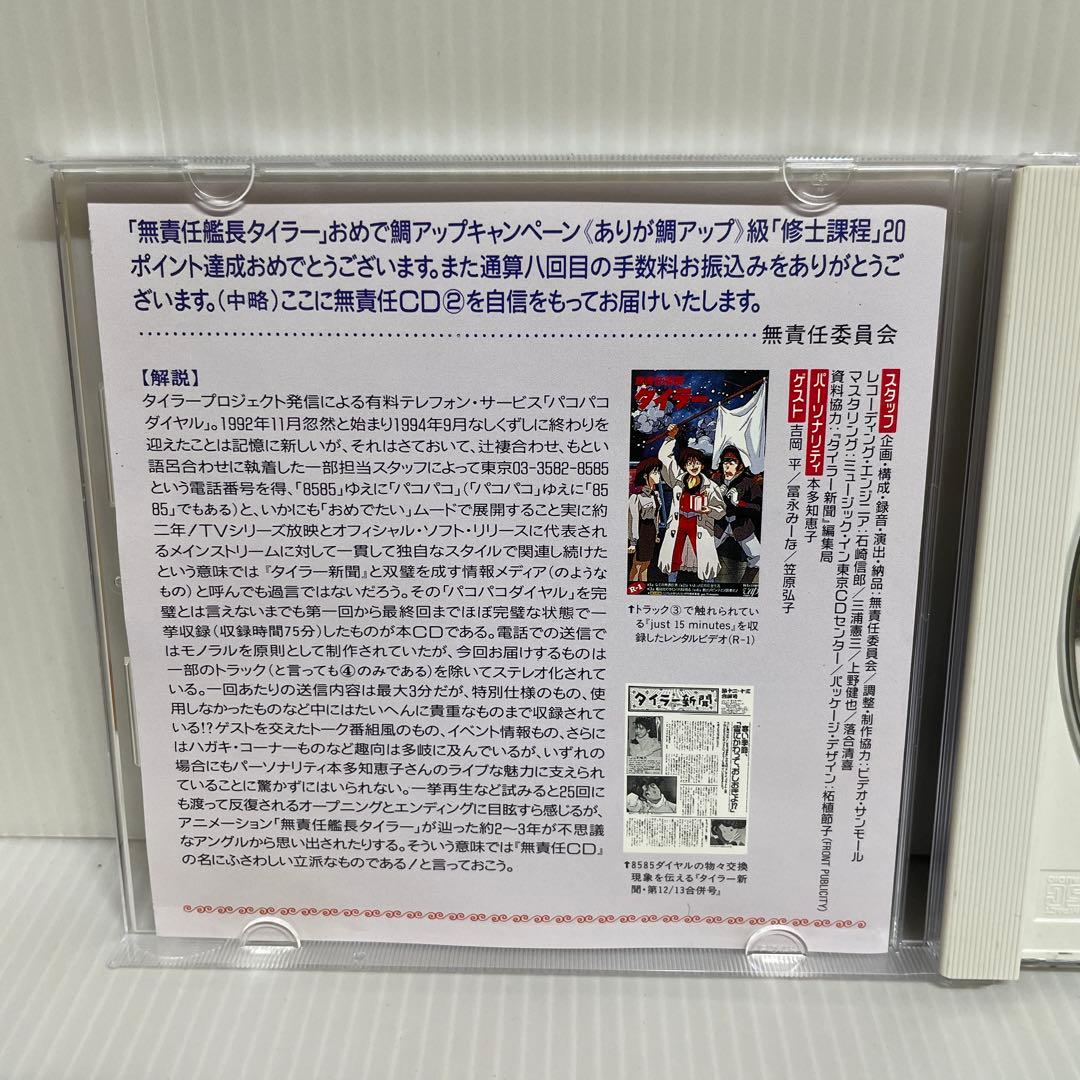 「無責任艦長タイラー」おめで鯛アップキャンペーン《ありが鯛アップ》級「修士課程」20
ポイント達成おめでとうございます。また通算八回目の手数料お振込みをありがとうご
ざいます。(中略)ここに無責任CD②を自信をもってお届けいたします。
無責任委員会
【解説】
タイラープロジェクト発信による有料テレフォン・サービス「パコパコ
ダイヤル」。1992年11月忽然と始まり1994年9月なしくずしに終わりを
迎えたことは記憶に新しいが、それはさておいて、辻褄合わせ、もとい
語呂合わせに執着した一部担当スタッフによって東京03-3582-8585
という電話番号を得、「8585」ゆえに「パコパコ」(「パコパコ」ゆえに「85
85」でもある)と、いかにも「おめでたい」ムードで展開すること実に約
二年!TVシリーズ放映とオフィシャル・ソフト・リリースに代表され
るメインストリームに対して一貫して独自なスタイルで関連し続けた
という意味では『タイラー新聞』と双璧を成す情報メディア(のような
もの)と呼んでも過言ではないだろう。その「パコパコダイヤル」を完
璧とは言えないまでも第一回から最終回までほぼ完璧な状態で一
挙収録(収録時間75分)したものが本CDである。電話での送信で
はモノラルを原則として制作されていたが、今回お届けするものは
一部のトラック(と言っても④のみである)を除いてステレオ化されて
いる。一回あたりの送信内容は最大3分だが、特別仕様のもの、使
用しなかったものなど中にはたいへんに貴重なものまで収録されて
いる!?ゲストを交えたトーク番組風のもの、イベント情報もの、さらに
はハガキ・コーナーものなど趣向は多岐に及んでいるが、いずれの
場合にもパーソナリティ本多知恵子さんのライブな魅力に支えられ
ていることに驚かずにはいられない。一挙再生など試みると25回に
も渡って反復されるオープニングとエンディングに目眩すら感じるが、
アニメーション「無責任艦長タイラー」が辿った約2〜3年が不思議
なアングルから思い出されたりする。そういう意味では『無責任CD』
の名にふさわしい立派なものである!と言っておこう。
タイラー
R-1
↑トラック③で触れられてい
る『just 15 minutes』を収
録したレンタルビデオ(R-1)
タイラー新聞
↑8585ダイヤルの物々交換
現象を伝える『タイラー新
聞・第12/13合併号』
スタッフ 企画・構成・録音・演出・納品:無責任委員会/調整・制作協力:ビデオ・サンモール
レコーディング・エンジニア:石崎信郎/三浦憲三/上野健也/落合清喜
マスタリング:ミュージック・イン東京CDセンター/パッケージ・デザイン:柘植節子(FRONT PUBLICITY)
資料協力:『タイラー新聞』編集局
パーソナリティ 本多知恵子
ゲスト 吉岡 平/冨永みーな/笠原弘子